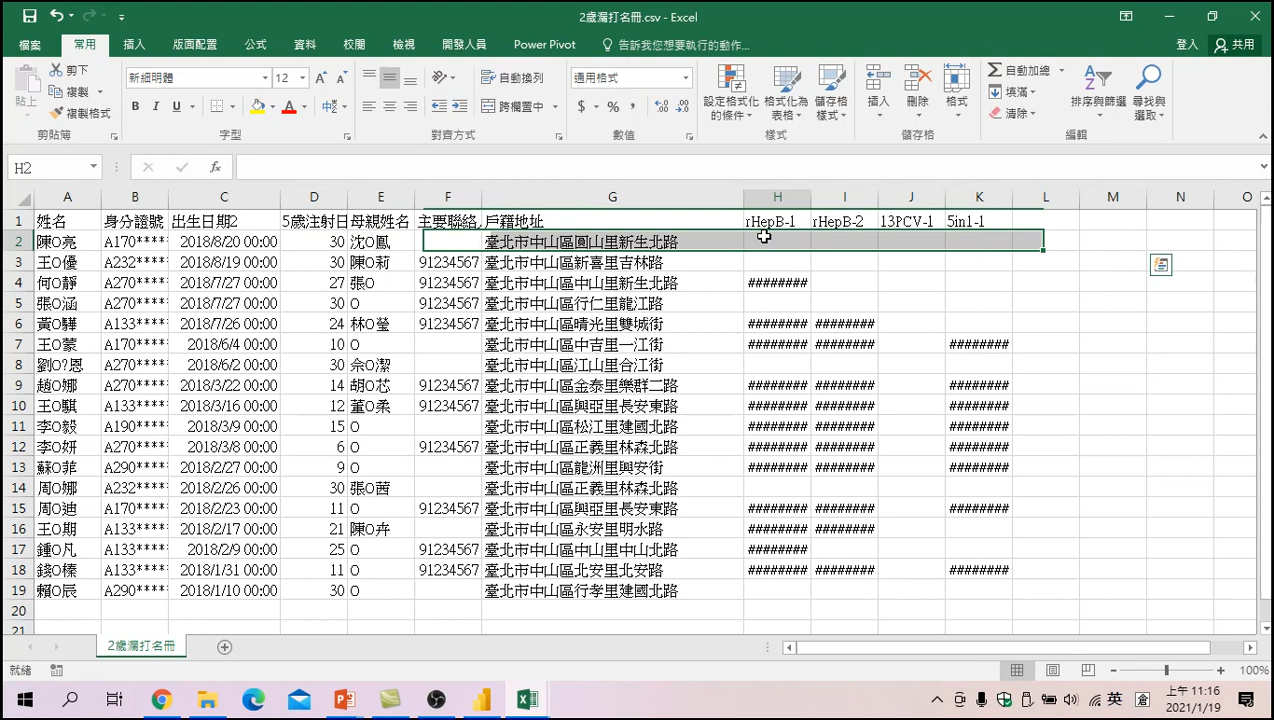 2歲漏打名冊.csv - Excel
檔案 常用 插入 版面配置 公式 資料 校閱 檢視 開發人員 Power Pivot 告訴我您想要執行的動作... 登入 共用
貼上 剪下 複製 複製格式 剪貼簿
新細明體 12 B I U A 中 字型
自動換列 跨欄置中 對齊方式
通用格式 $ % , 數值
設定格式化的條件 格式化為表格 儲存格樣式 樣式
插入 刪除 格式 儲存格
自動加總 填滿 清除 排序與篩選 尋找與選取 編輯
H2 fx
A B C D E F G H I J K L M N O
1 姓名 身分證號 出生日期2 5歲注射日 母親姓名 主要聯絡 戶籍地址 rHepB-1 rHepB-2 13PCV-1 5in1-1
2 陳O亮 A170**** 2018/8/20 00:00 30 沈O鳳 臺北市中山區圓山里新生北路
3 王O優 A232**** 2018/8/19 00:00 30 陳O莉 91234567 臺北市中山區新喜里吉林路
4 何O靜 A270**** 2018/7/27 00:00 27 張O 91234567 臺北市中山區中山里新生北路 ########
5 張O涵 A270**** 2018/7/27 00:00 30 O 91234567 臺北市中山區行仁里龍江路
6 黃O驊 A133**** 2018/7/26 00:00 24 林O瑩 91234567 臺北市中山區晴光里雙城街 ######## ########
7 王O蒙 A170**** 2018/6/4 00:00 10 O 臺北市中山區中吉里一江街 ######## ######## ########
8 劉O?恩 A270**** 2018/6/2 00:00 30 佘O潔 臺北市中山區江山里合江街
9 趙O娜 A270**** 2018/3/22 00:00 14 胡O芯 91234567 臺北市中山區金泰里樂群二路 ######## ######## ########
10 王O騏 A133**** 2018/3/16 00:00 12 董O柔 91234567 臺北市中山區興亞里長安東路 ######## ######## ########
11 李O毅 A190**** 2018/3/9 00:00 15 O 臺北市中山區松江里建國北路 ######## ######## ########
12 李O妍 A270**** 2018/3/8 00:00 6 O 91234567 臺北市中山區正義里林森北路 ######## ######## ########
13 蘇O菲 A290**** 2018/2/27 00:00 9 O 臺北市中山區龍洲里興安街 ######## ######## ########
14 周O娜 A232**** 2018/2/26 00:00 30 張O茜 臺北市中山區正義里林森北路
15 周O迪 A170**** 2018/2/23 00:00 11 O 91234567 臺北市中山區興亞里長安東路 ######## ######## ########
16 王O期 A133**** 2018/2/17 00:00 21 陳O卉 臺北市中山區永安里明水路 ######## ########
17 鍾O凡 A133**** 2018/2/9 00:00 25 O 91234567 臺北市中山區中山里中山北路 ########
18 錢O榛 A133**** 2018/1/31 00:00 11 O 91234567 臺北市中山區北安里北安路 ######## ######## ########
19 賴O辰 A290**** 2018/1/10 00:00 30 O 臺北市中山區行孝里建國北路
20
21
2歲漏打名冊
就緒 100%
英 倉 上午 11:16
2021/1/19